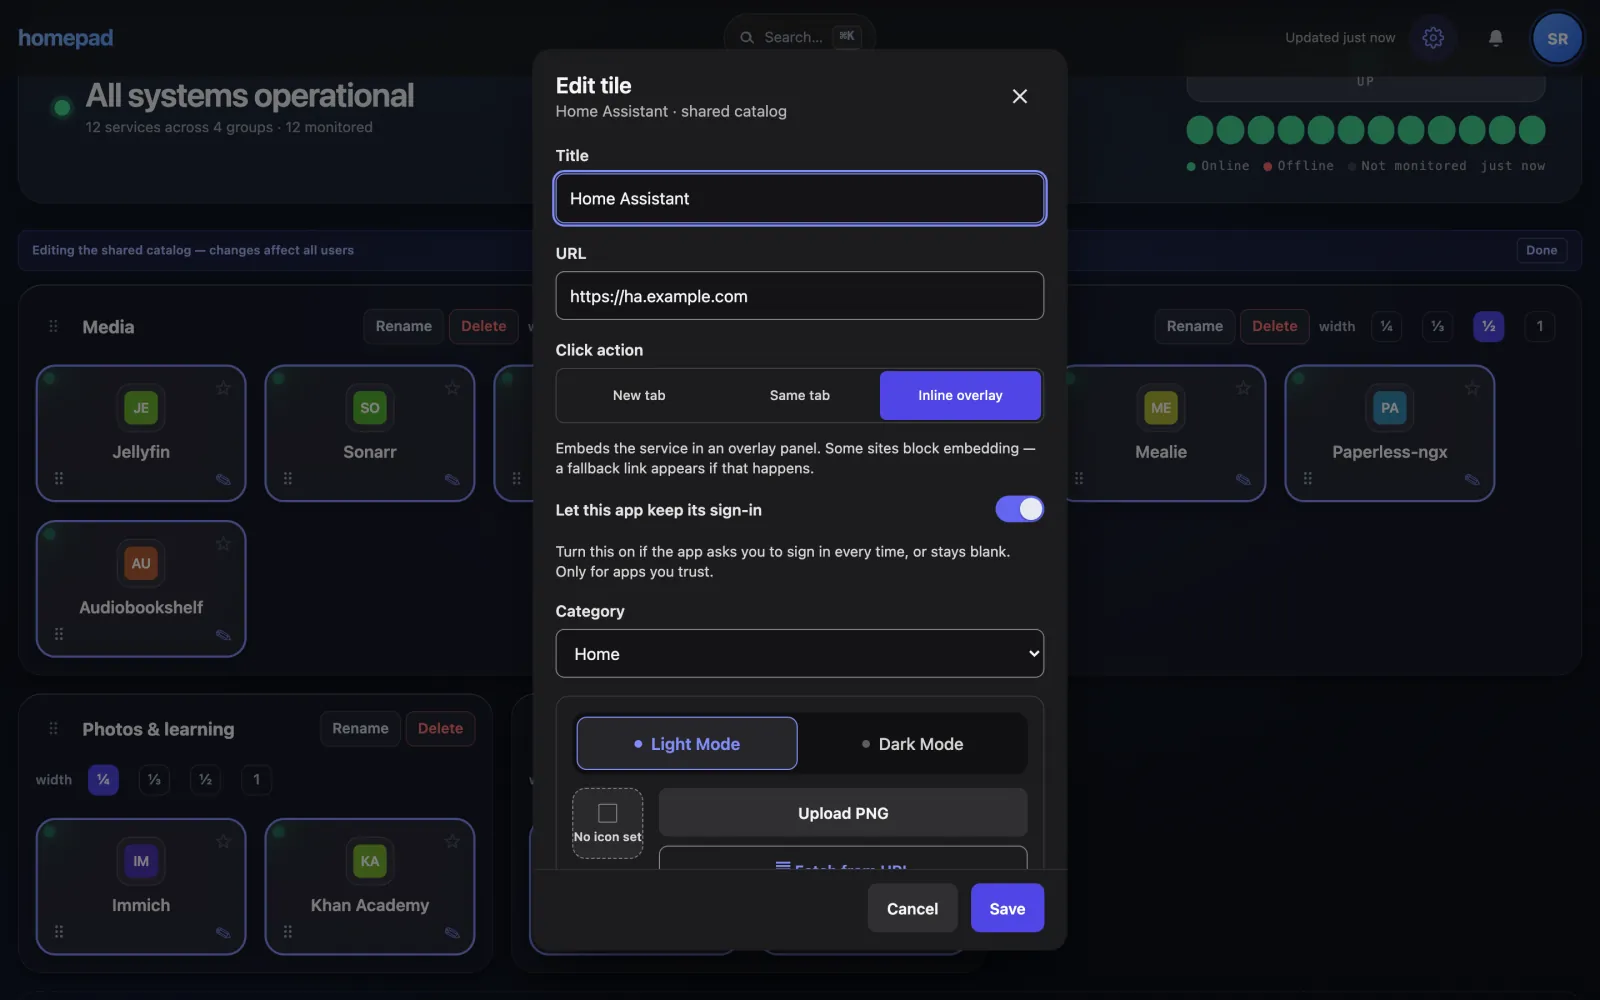 homepad
Search... ⌘K
Updated just now
SR
All systems operational
12 services across 4 groups · 12 monitored
UP
Online Offline Not monitored just now
Editing the shared catalog — changes affect all users
Done
Media
Rename
Delete
Rename
Delete
width
¼
⅓
½
1
JE
Jellyfin
SO
Sonarr
ME
Mealie
PA
Paperless-ngx
AU
Audiobookshelf
Photos & learning
Rename
Delete
width
¼
⅓
½
1
IM
Immich
KA
Khan Academy
Edit tile
Home Assistant · shared catalog
Title
Home Assistant
URL
https://ha.example.com
Click action
New tab
Same tab
Inline overlay
Embeds the service in an overlay panel. Some sites block embedding —
a fallback link appears if that happens.
Let this app keep its sign-in
Turn this on if the app asks you to sign in every time, or stays blank.
Only for apps you trust.
Category
Home
Light Mode
Dark Mode
No icon set
Upload PNG
Fetch from URL
Cancel
Save